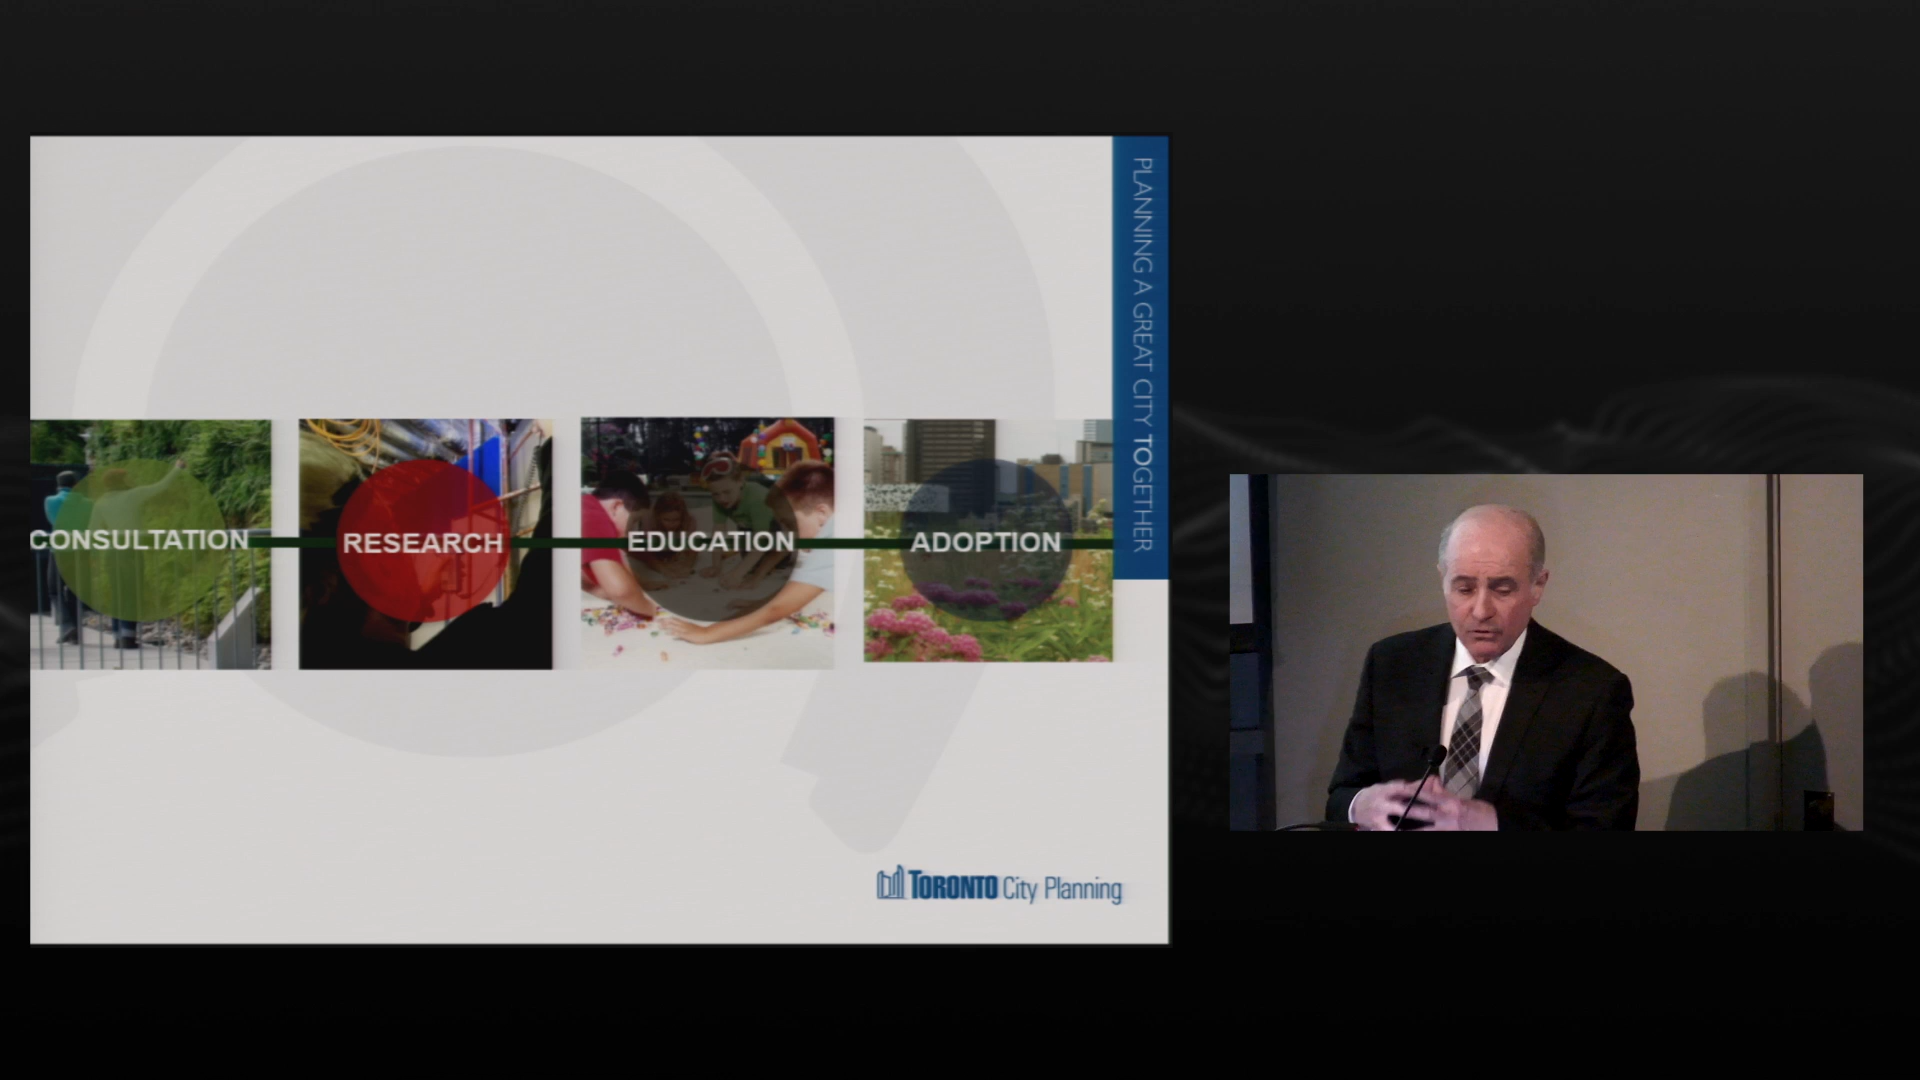 PLANNING A GREAT CITY TOGETHER
CONSULTATION
RESEARCH
EDUCATION
ADOPTION
TORONTO City Planning